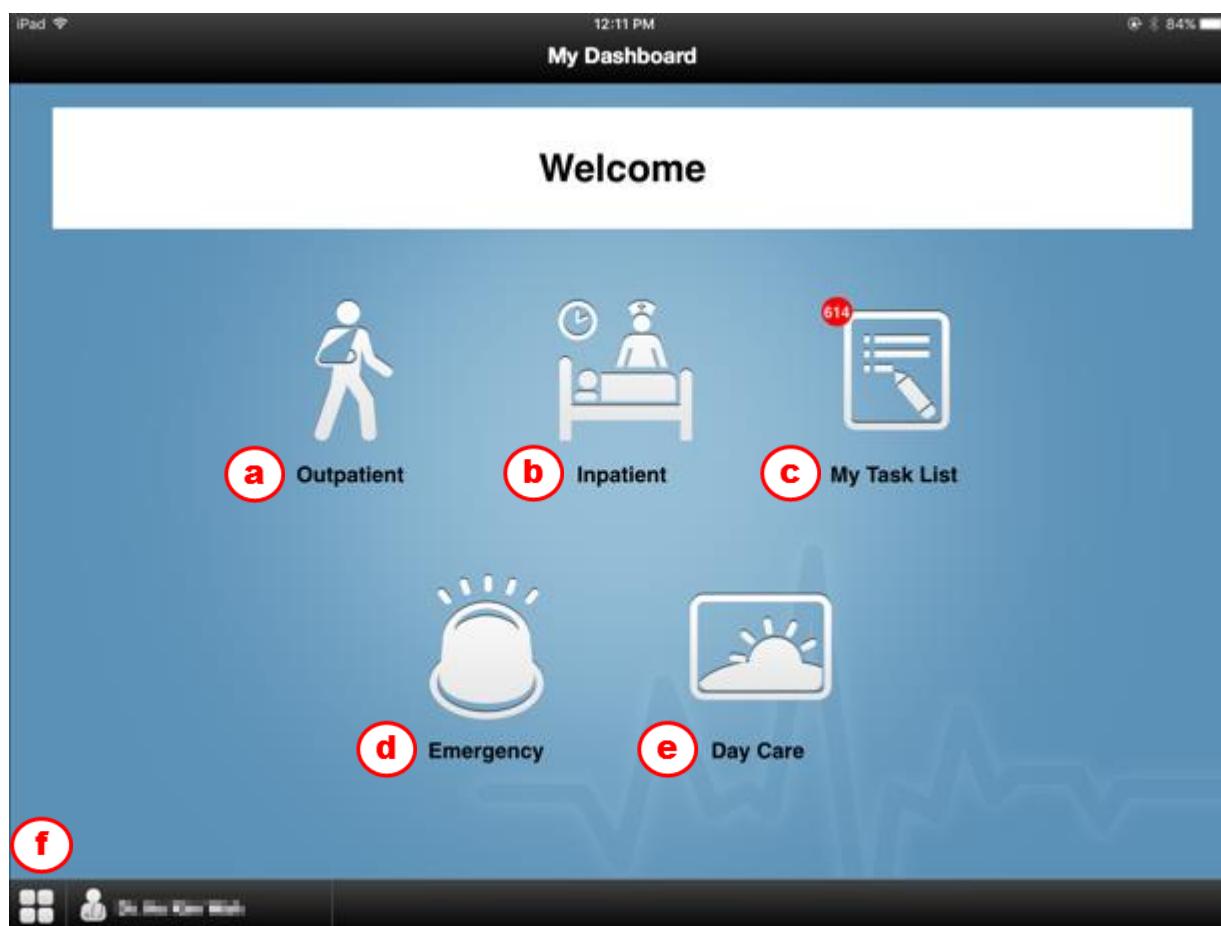 iPad 12:11 PM 84%
My Dashboard
Welcome
614
a Outpatient b Inpatient c My Task List
d Emergency e Day Care
f